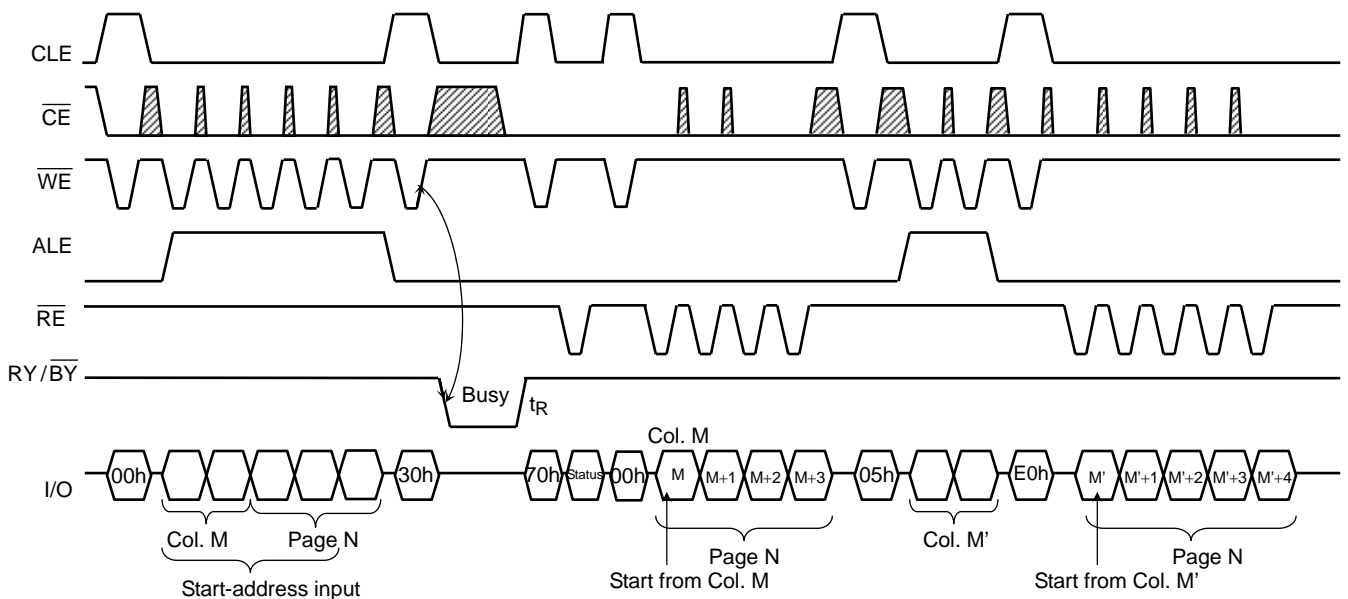 CLE
CE
WE
ALE
RE
RY/BY
Busy
tR
Col. M
I/O
00h
30h
70h
Status
00h
M
M+1
M+2
M+3
05h
E0h
M'
M'+1
M'+2
M'+3
M'+4
Col. M
Page N
Col. M’
Page N
Page N
Start-address input
Start from Col. M
Start from Col. M’